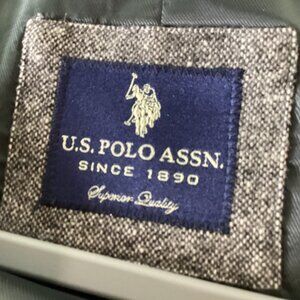 U.S. POLO ASSN.
SINCE 1890
Superior Quality